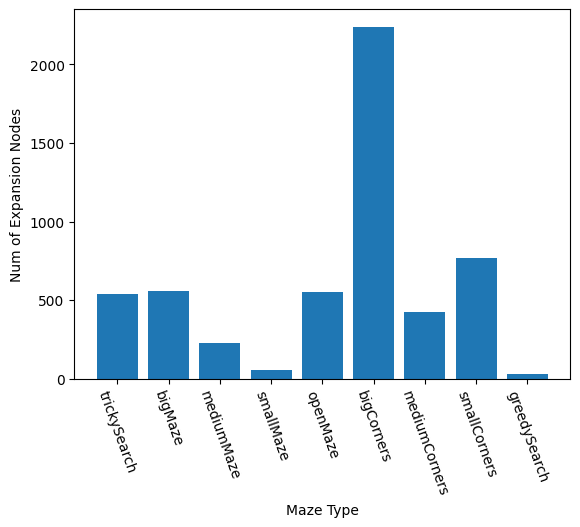 Num of Expansion Nodes
2000
1500
1000
500
0
trickySearch
bigMaze
mediumMaze
smallMaze
openMaze
bigCorners
mediumCorners
smallCorners
greedySearch
Maze Type